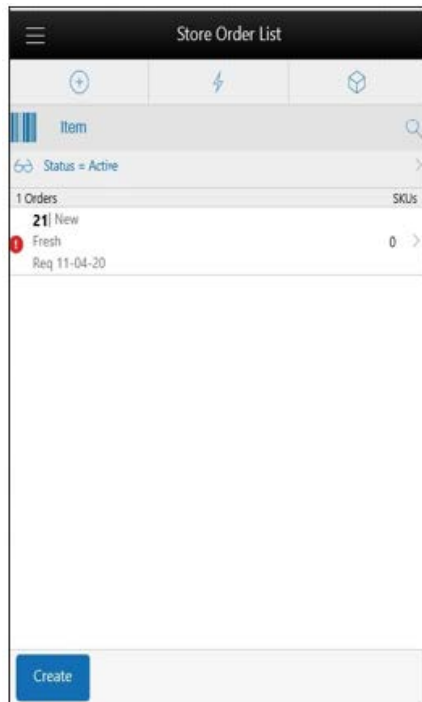 Store Order List
Item
Status = Active
1 Orders SKUs
21| New
Fresh 0
Req 11-04-20
Create